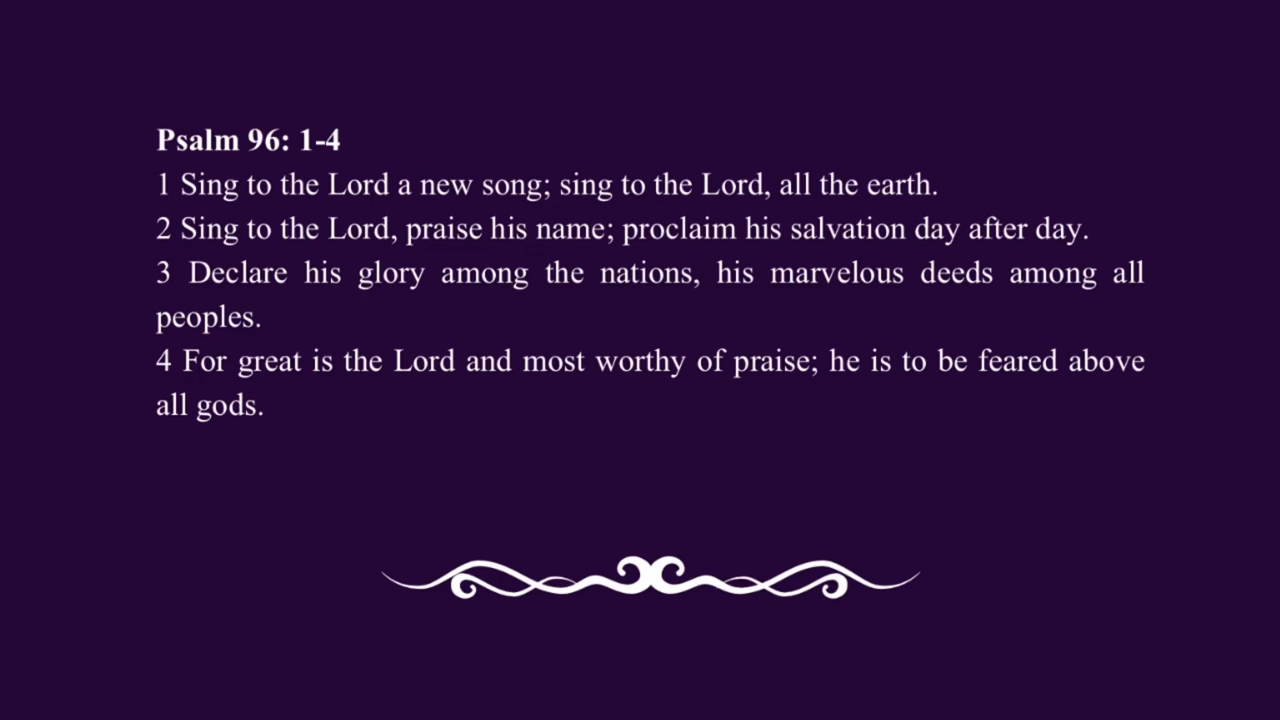 Psalm 96: 1-4
1 Sing to the Lord a new song; sing to the Lord, all the earth.
2 Sing to the Lord, praise his name; proclaim his salvation day after day.
3 Declare his glory among the nations, his marvelous deeds among all
peoples.
4 For great is the Lord and most worthy of praise; he is to be feared above
all gods.